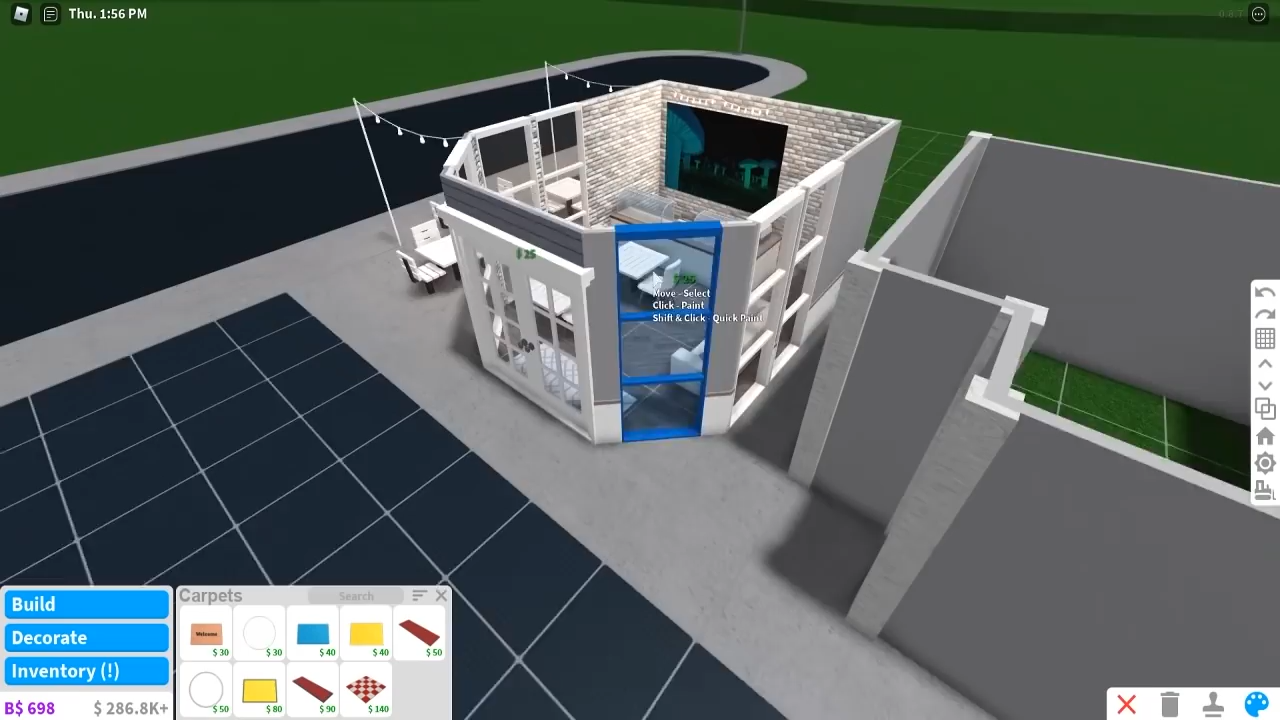 Thu. 1:56 PM
$ 25
Move - Select
Click - Paint
Shift & Click - Quick Paint
Build
Decorate
Inventory (!)
B$ 698
$ 286.8K+
Carpets
Search
Welcome
$ 30
$ 30
$ 40
$ 40
$ 50
$ 50
$ 80
$ 90
$ 140